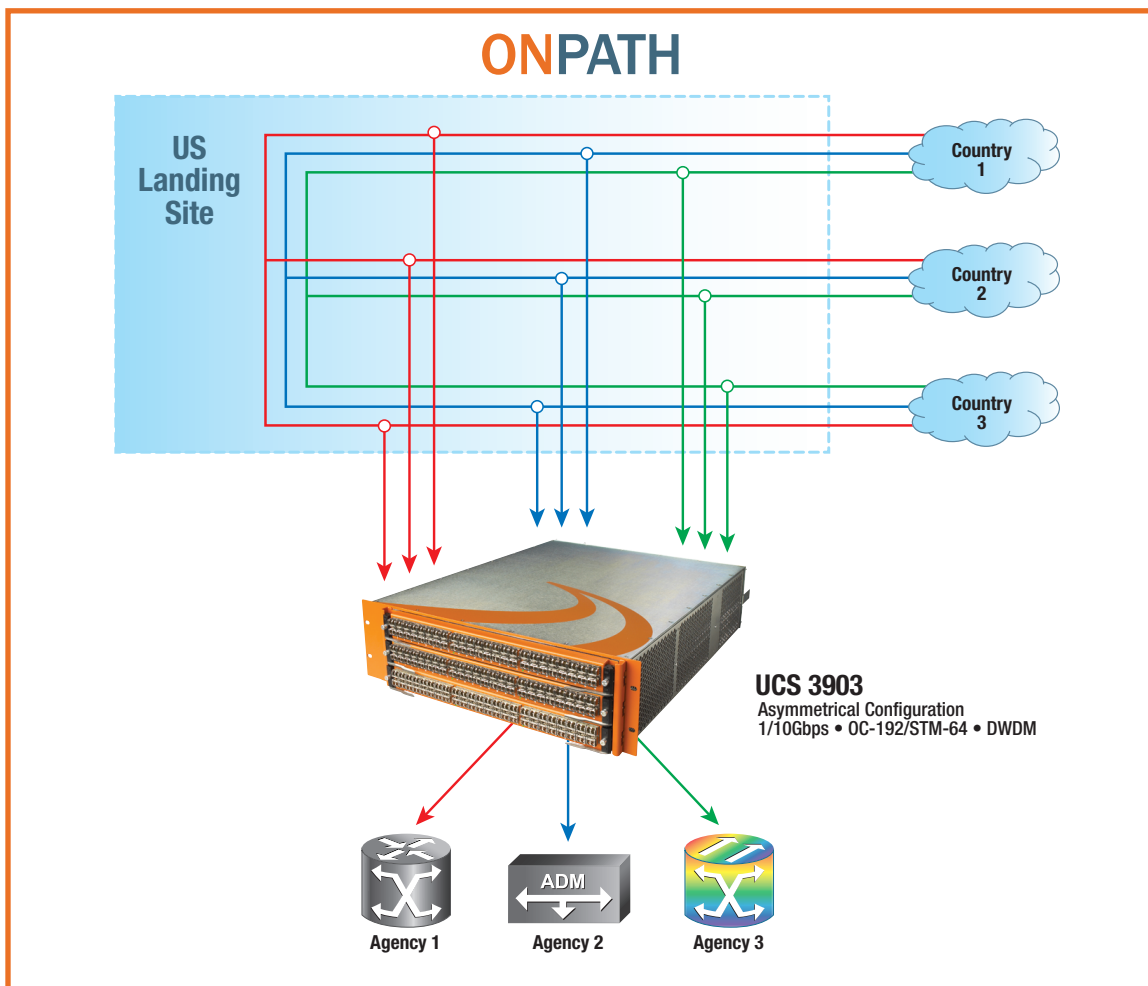 ONPATH
US
Landing
Site
Country
1
Country
2
Country
3
UCS 3903
Asymmetrical Configuration
1/10Gbps • OC-192/STM-64 • DWDM
ADM
Agency 1
Agency 2
Agency 3